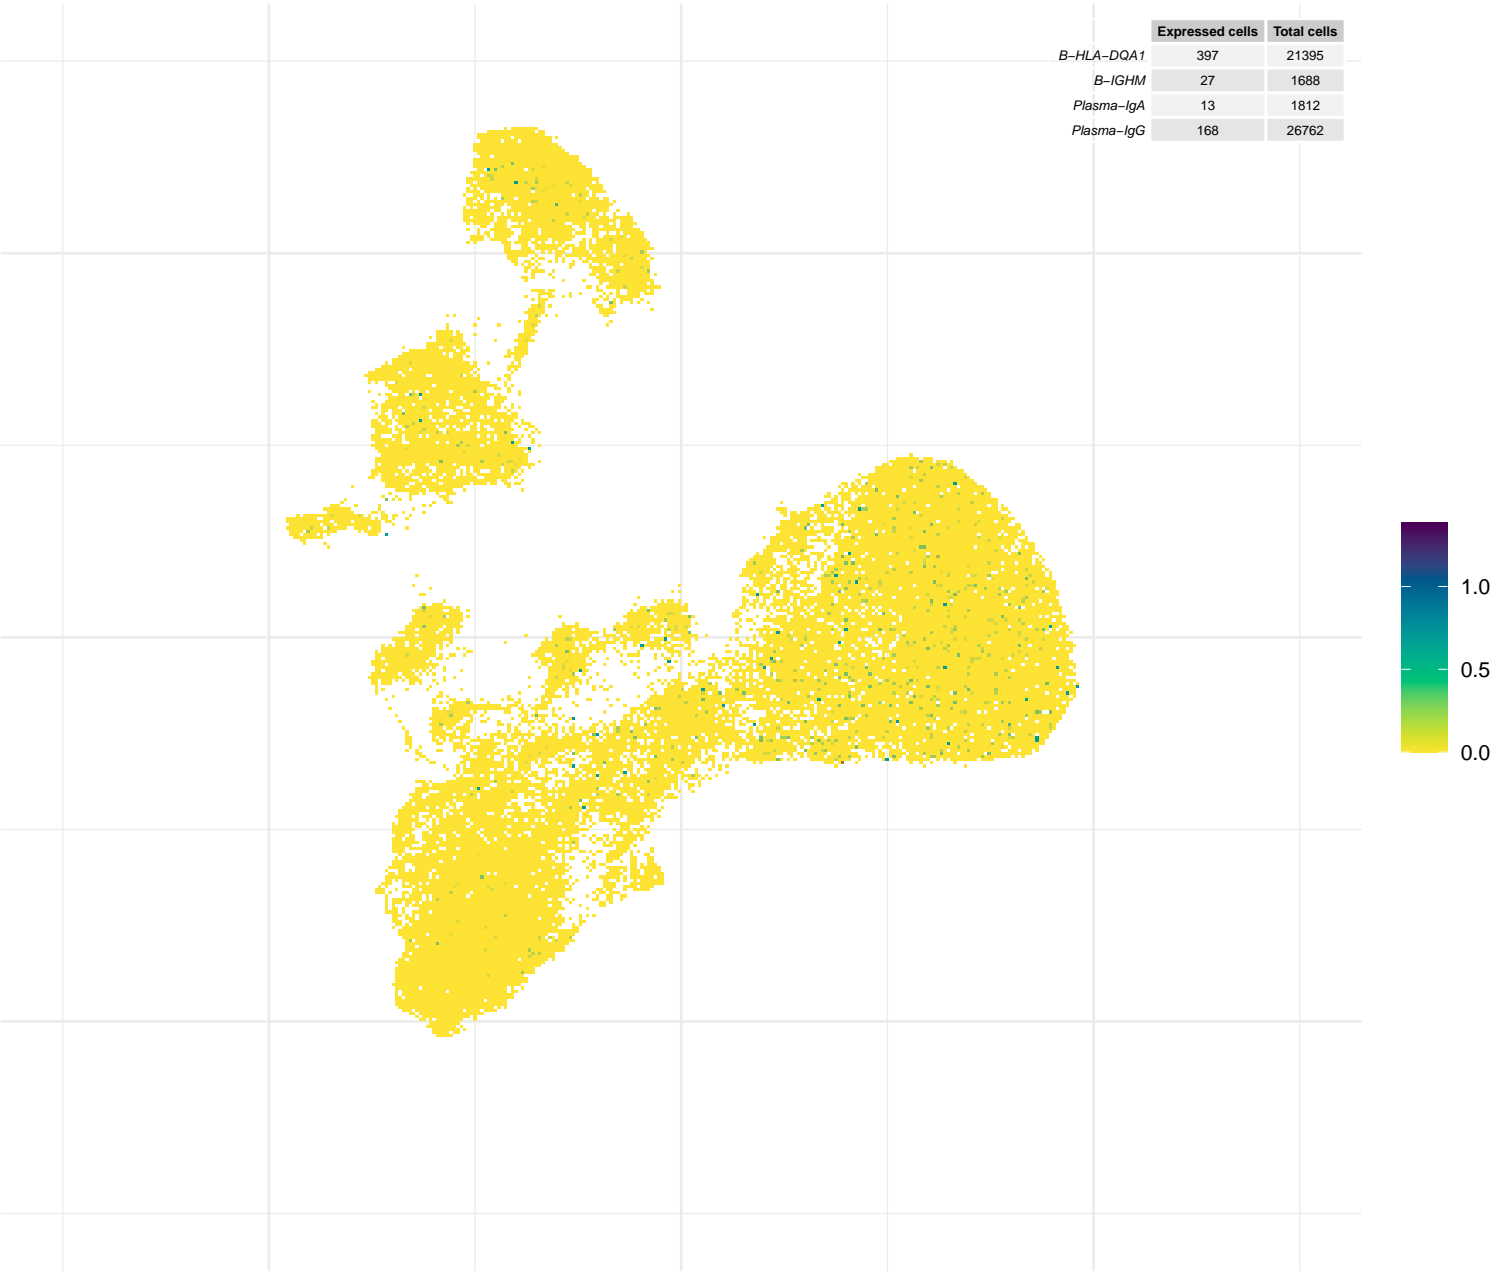 Expressed cells Total cells
B−HLA−DQA1 397 21395
B−IGHM 27 1688
Plasma−IgA 13 1812
Plasma−IgG 168 26762
1.0
0.5
0.0